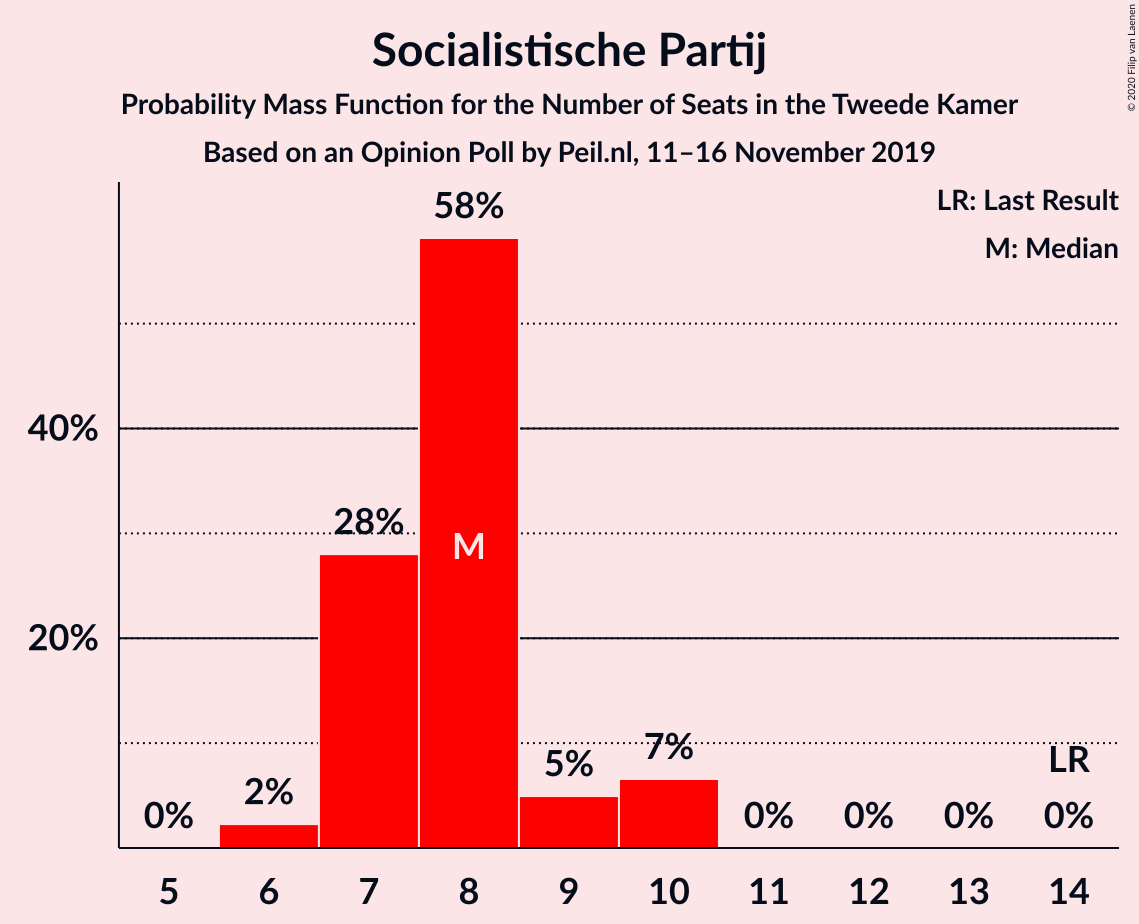 Socialistische Partij
Probability Mass Function for the Number of Seats in the Tweede Kamer
Based on an Opinion Poll by Peil.nl, 11–16 November 2019
© 2020 Filip van Laenen
LR: Last Result
M: Median
58%
40%
28%
M
20%
7%
5%
LR
2%
0%
0%
0%
0%
0%
5 6 7 8 9 10 11 12 13 14